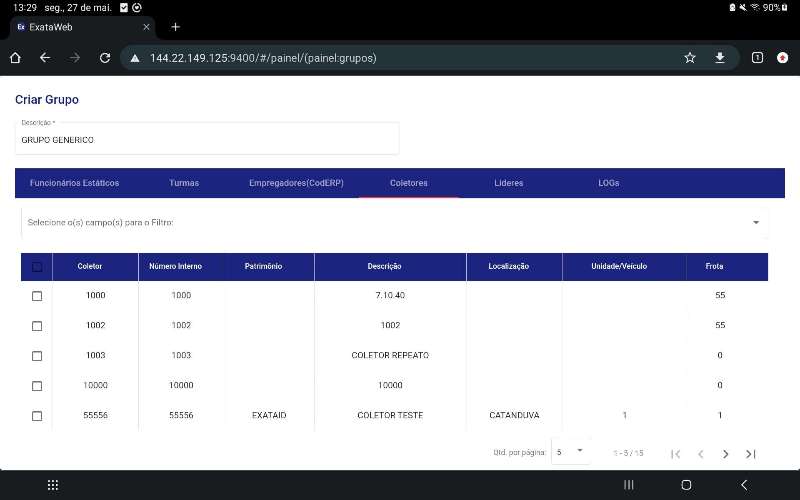 13:29 seg., 27 de mai. 90%
Ex ExataWeb
144.22.149.125:9400/#/painel/(painel:grupos) 1
Criar Grupo
Descrição *
GRUPO GENERICO
Funcionários Estáticos Turmas Empregadores(CodERP) Coletores Líderes LOGs
Selecione o(s) campo(s) para o Filtro:
Coletor Número Interno Patrimônio Descrição Localização Unidade/Veículo Frota
1000 1000 7.10.40 55
1002 1002 1002 55
1003 1003 COLETOR REPEATO 0
10000 10000 10000 0
55556 55556 EXATAID COLETOR TESTE CATANDUVA 1 1
Qtd. por página: 5 1 - 5 / 15